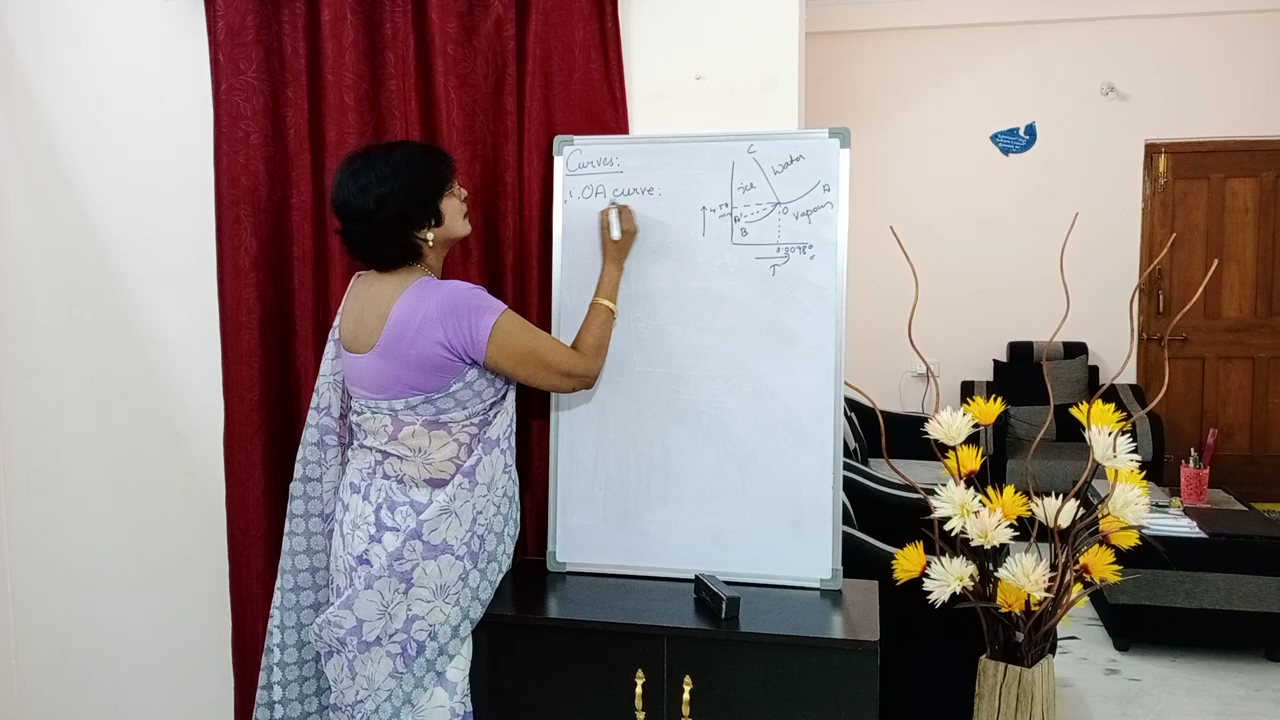 Curves:
i. OA curve:
C
Water
ice
A
4.58
mm
O
Vapour
A'
B
0.0098°
T